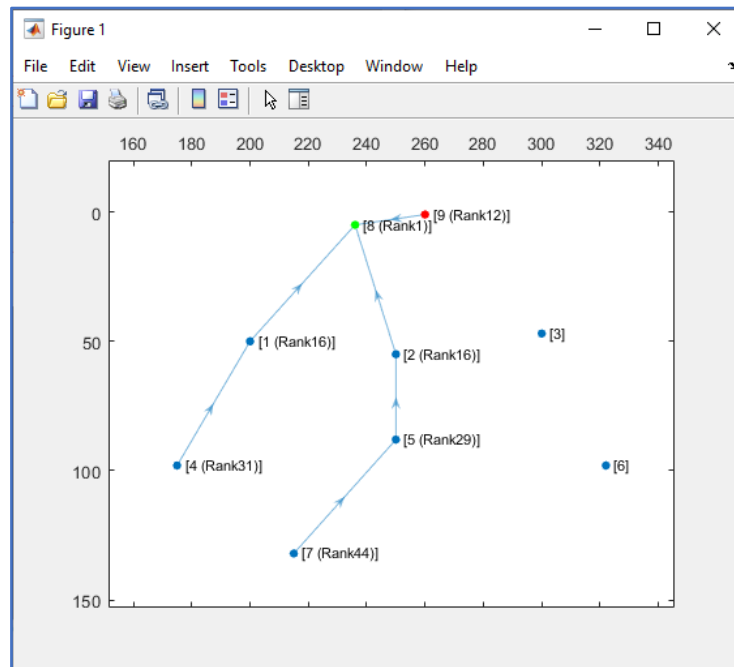 Figure 1
File Edit View Insert Tools Desktop Window Help
160 180 200 220 240 260 280 300 320 340
0
[9 (Rank12)]
[8 (Rank1)]
50
[3]
[1 (Rank16)]
[2 (Rank16)]
[5 (Rank29)]
[4 (Rank31)]
[6]
100
[7 (Rank44)]
150